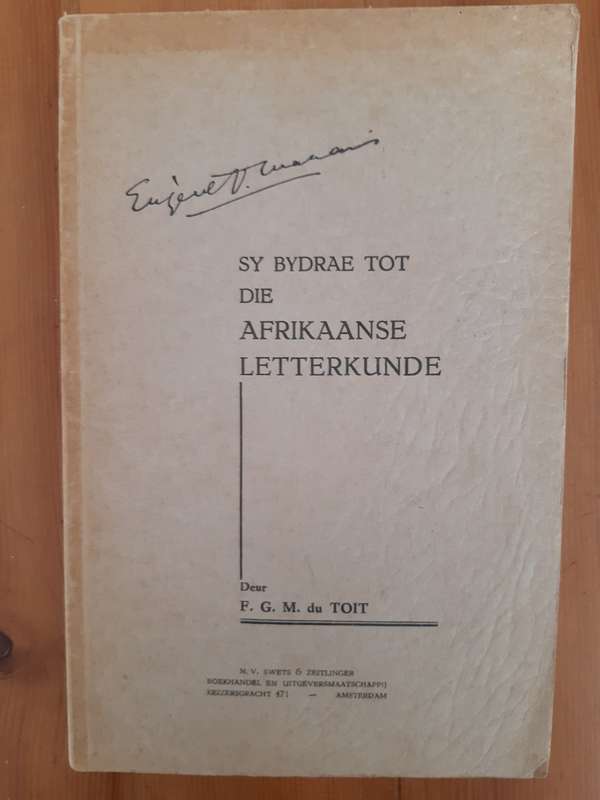 Eugène N. Marais
SY BYDRAE TOT
DIE
AFRIKAANSE
LETTERKUNDE
Deur
F. G. M. du TOIT
N. V. SWETS & ZEITLINGER
BOEKHANDEL EN UITGEVERSMAATSCHAPPIJ
KEIZERSGRACHT 471 — AMSTERDAM